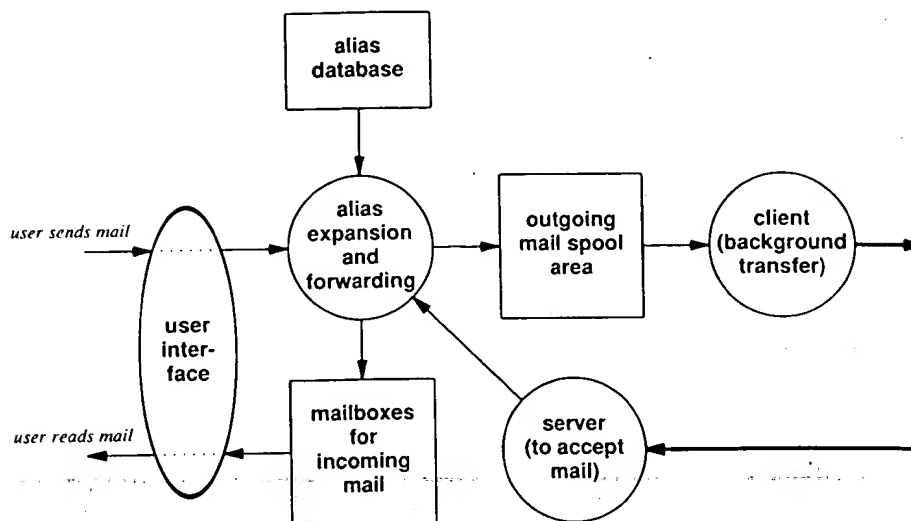 alias
database
user sends mail
alias
expansion
and
forwarding
outgoing
mail spool
area
client
(background
transfer)
user
inter-
face
user reads mail
mailboxes
for
incoming
mail
server
(to accept
mail)